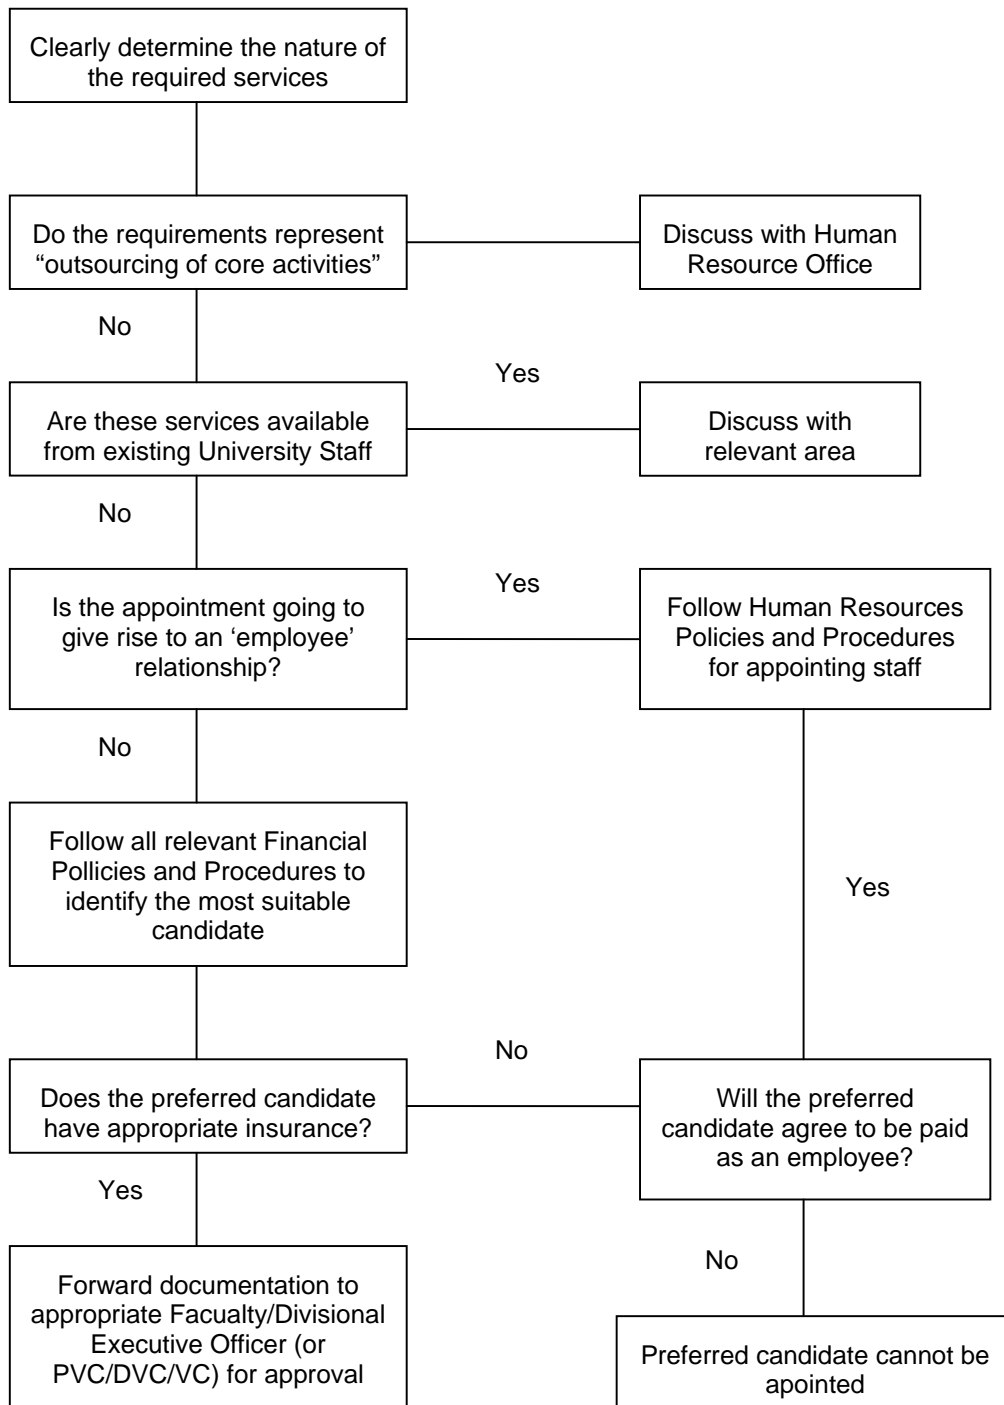 Clearly determine the nature of
the required services
Do the requirements represent
“outsourcing of core activities”
Discuss with Human
Resource Office
No
Yes
Are these services available
from existing University Staff
Discuss with
relevant area
No
Yes
Is the appointment going to
give rise to an ‘employee’
relationship?
Follow Human Resources
Policies and Procedures
for appointing staff
No
Follow all relevant Financial
Pollicies and Procedures to
identify the most suitable
candidate
Yes
No
Does the preferred candidate
have appropriate insurance?
Will the preferred
candidate agree to be paid
as an employee?
Yes
No
Forward documentation to
appropriate Facualty/Divisional
Executive Officer (or
PVC/DVC/VC) for approval
Preferred candidate cannot be
apointed